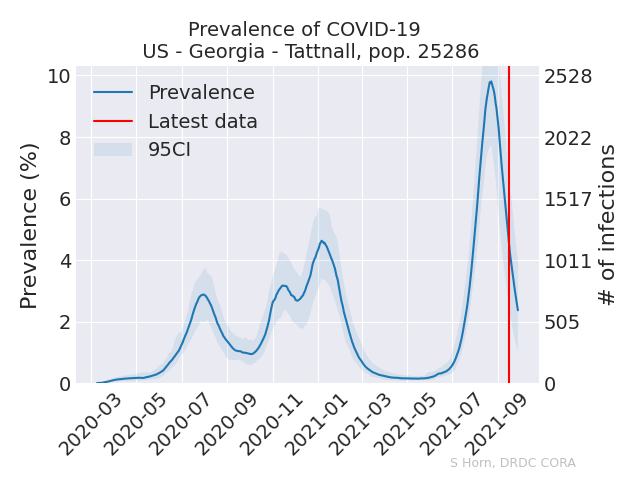 Prevalence of COVID-19
US - Georgia - Tattnall, pop. 25286
Prevalence (%)
10
8
6
4
2
0
Prevalence
Latest data
95CI
2528
2022
1517
1011
505
0
# of infections
2020-03
2020-05
2020-07
2020-09
2020-11
2021-01
2021-03
2021-05
2021-07
2021-09
S Horn, DRDC CORA